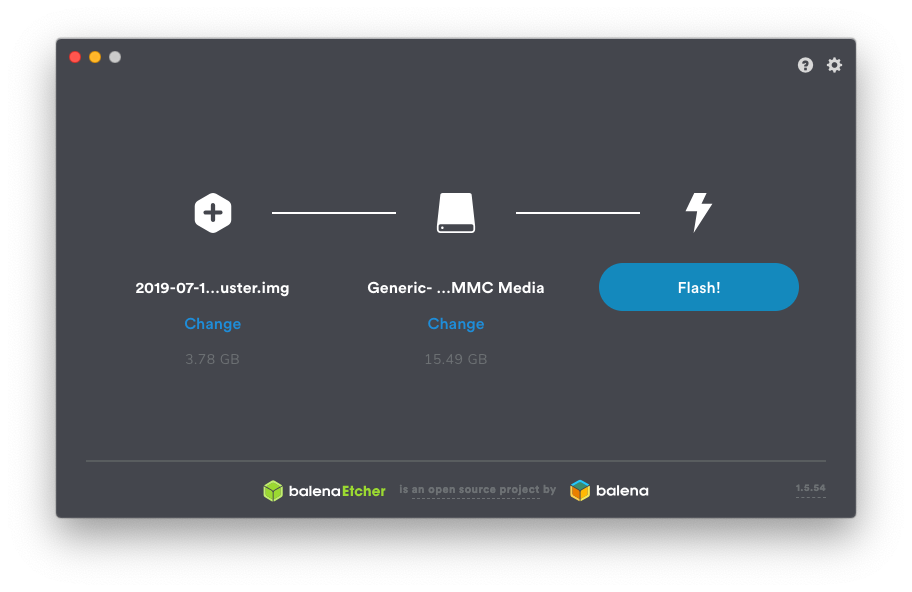 2019-07-1...uster.img
Generic- ...MMC Media
Flash!
Change
Change
3.78 GB
15.49 GB
balenaEtcher is an open source project by balena
1.5.54